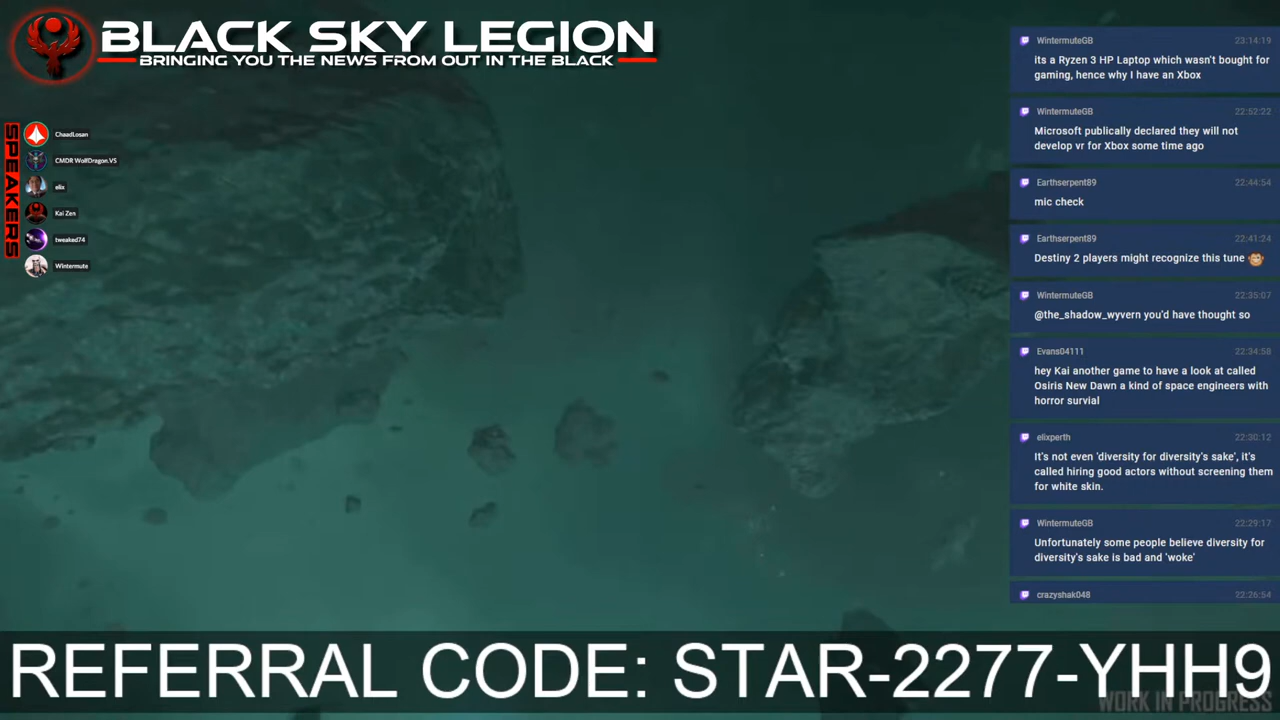 BLACK SKY LEGION
BRINGING YOU THE NEWS FROM OUT IN THE BLACK
SPEAKERS
ChaadLosan
CMDR WolfDragon.VS
elix
Kai Zen
tweaked74
Wintermute
WintermuteGB 23:14:19
its a Ryzen 3 HP Laptop which wasn't bought for
gaming, hence why I have an Xbox
WintermuteGB 22:52:22
Microsoft publically declared they will not
develop vr for Xbox some time ago
Earthserpent89 22:44:54
mic check
Earthserpent89 22:41:24
Destiny 2 players might recognize this tune
WintermuteGB 22:35:07
@the_shadow_wyvern you'd have thought so
Evans04111 22:34:58
hey Kai another game to have a look at called
Osiris New Dawn a kind of space engineers with
horror survial
elixperth 22:30:12
It's not even 'diversity for diversity's sake', it's
called hiring good actors without screening them
for white skin.
WintermuteGB 22:29:17
Unfortunately some people believe diversity for
diversity's sake is bad and 'woke'
crazyshak048 22:26:54
REFERRAL CODE: STAR-2277-YHH9
WORK IN PROGRESS